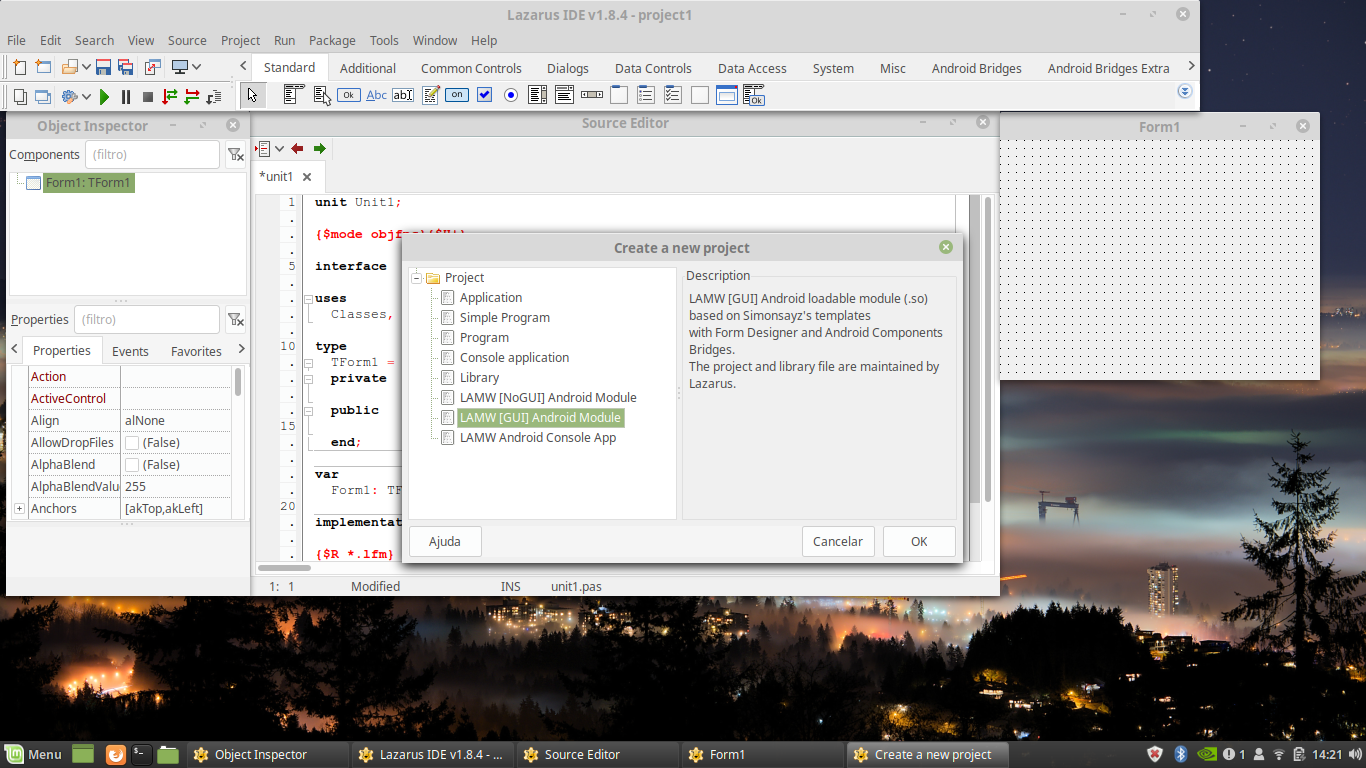 Lazarus IDE v1.8.4 - project1
File Edit Search View Source Project Run Package Tools Window Help
Standard Additional Common Controls Dialogs Data Controls Data Access System Misc Android Bridges Android Bridges Extra
Ok Abc abI on Ok
Object Inspector
Components (filtro)
Form1: TForm1
Properties (filtro)
Properties Events Favorites
Action
ActiveControl
Align alNone
AllowDropFiles (False)
AlphaBlend (False)
AlphaBlendValu 255
Anchors [akTop,akLeft]
Source Editor
*unit1
1 unit Unit1;
.
. {$mode objfpc}{$H+}
.
5 interface
.
. uses
. Classes,
.
10 type
. TForm1 =
. private
.
. public
15
. end;
.
. var
. Form1: TF
20
. implementat
.
. {$R *.lfm}
1: 1 Modified INS unit1.pas
Form1
Create a new project
Project
Application
Simple Program
Program
Console application
Library
LAMW [NoGUI] Android Module
LAMW [GUI] Android Module
LAMW Android Console App
Description
LAMW [GUI] Android loadable module (.so)
based on Simonsayz's templates
with Form Designer and Android Components
Bridges.
The project and library file are maintained by
Lazarus.
Ajuda Cancelar OK
Menu Object Inspector Lazarus IDE v1.8.4 - ... Source Editor Form1 Create a new project 1 14:21